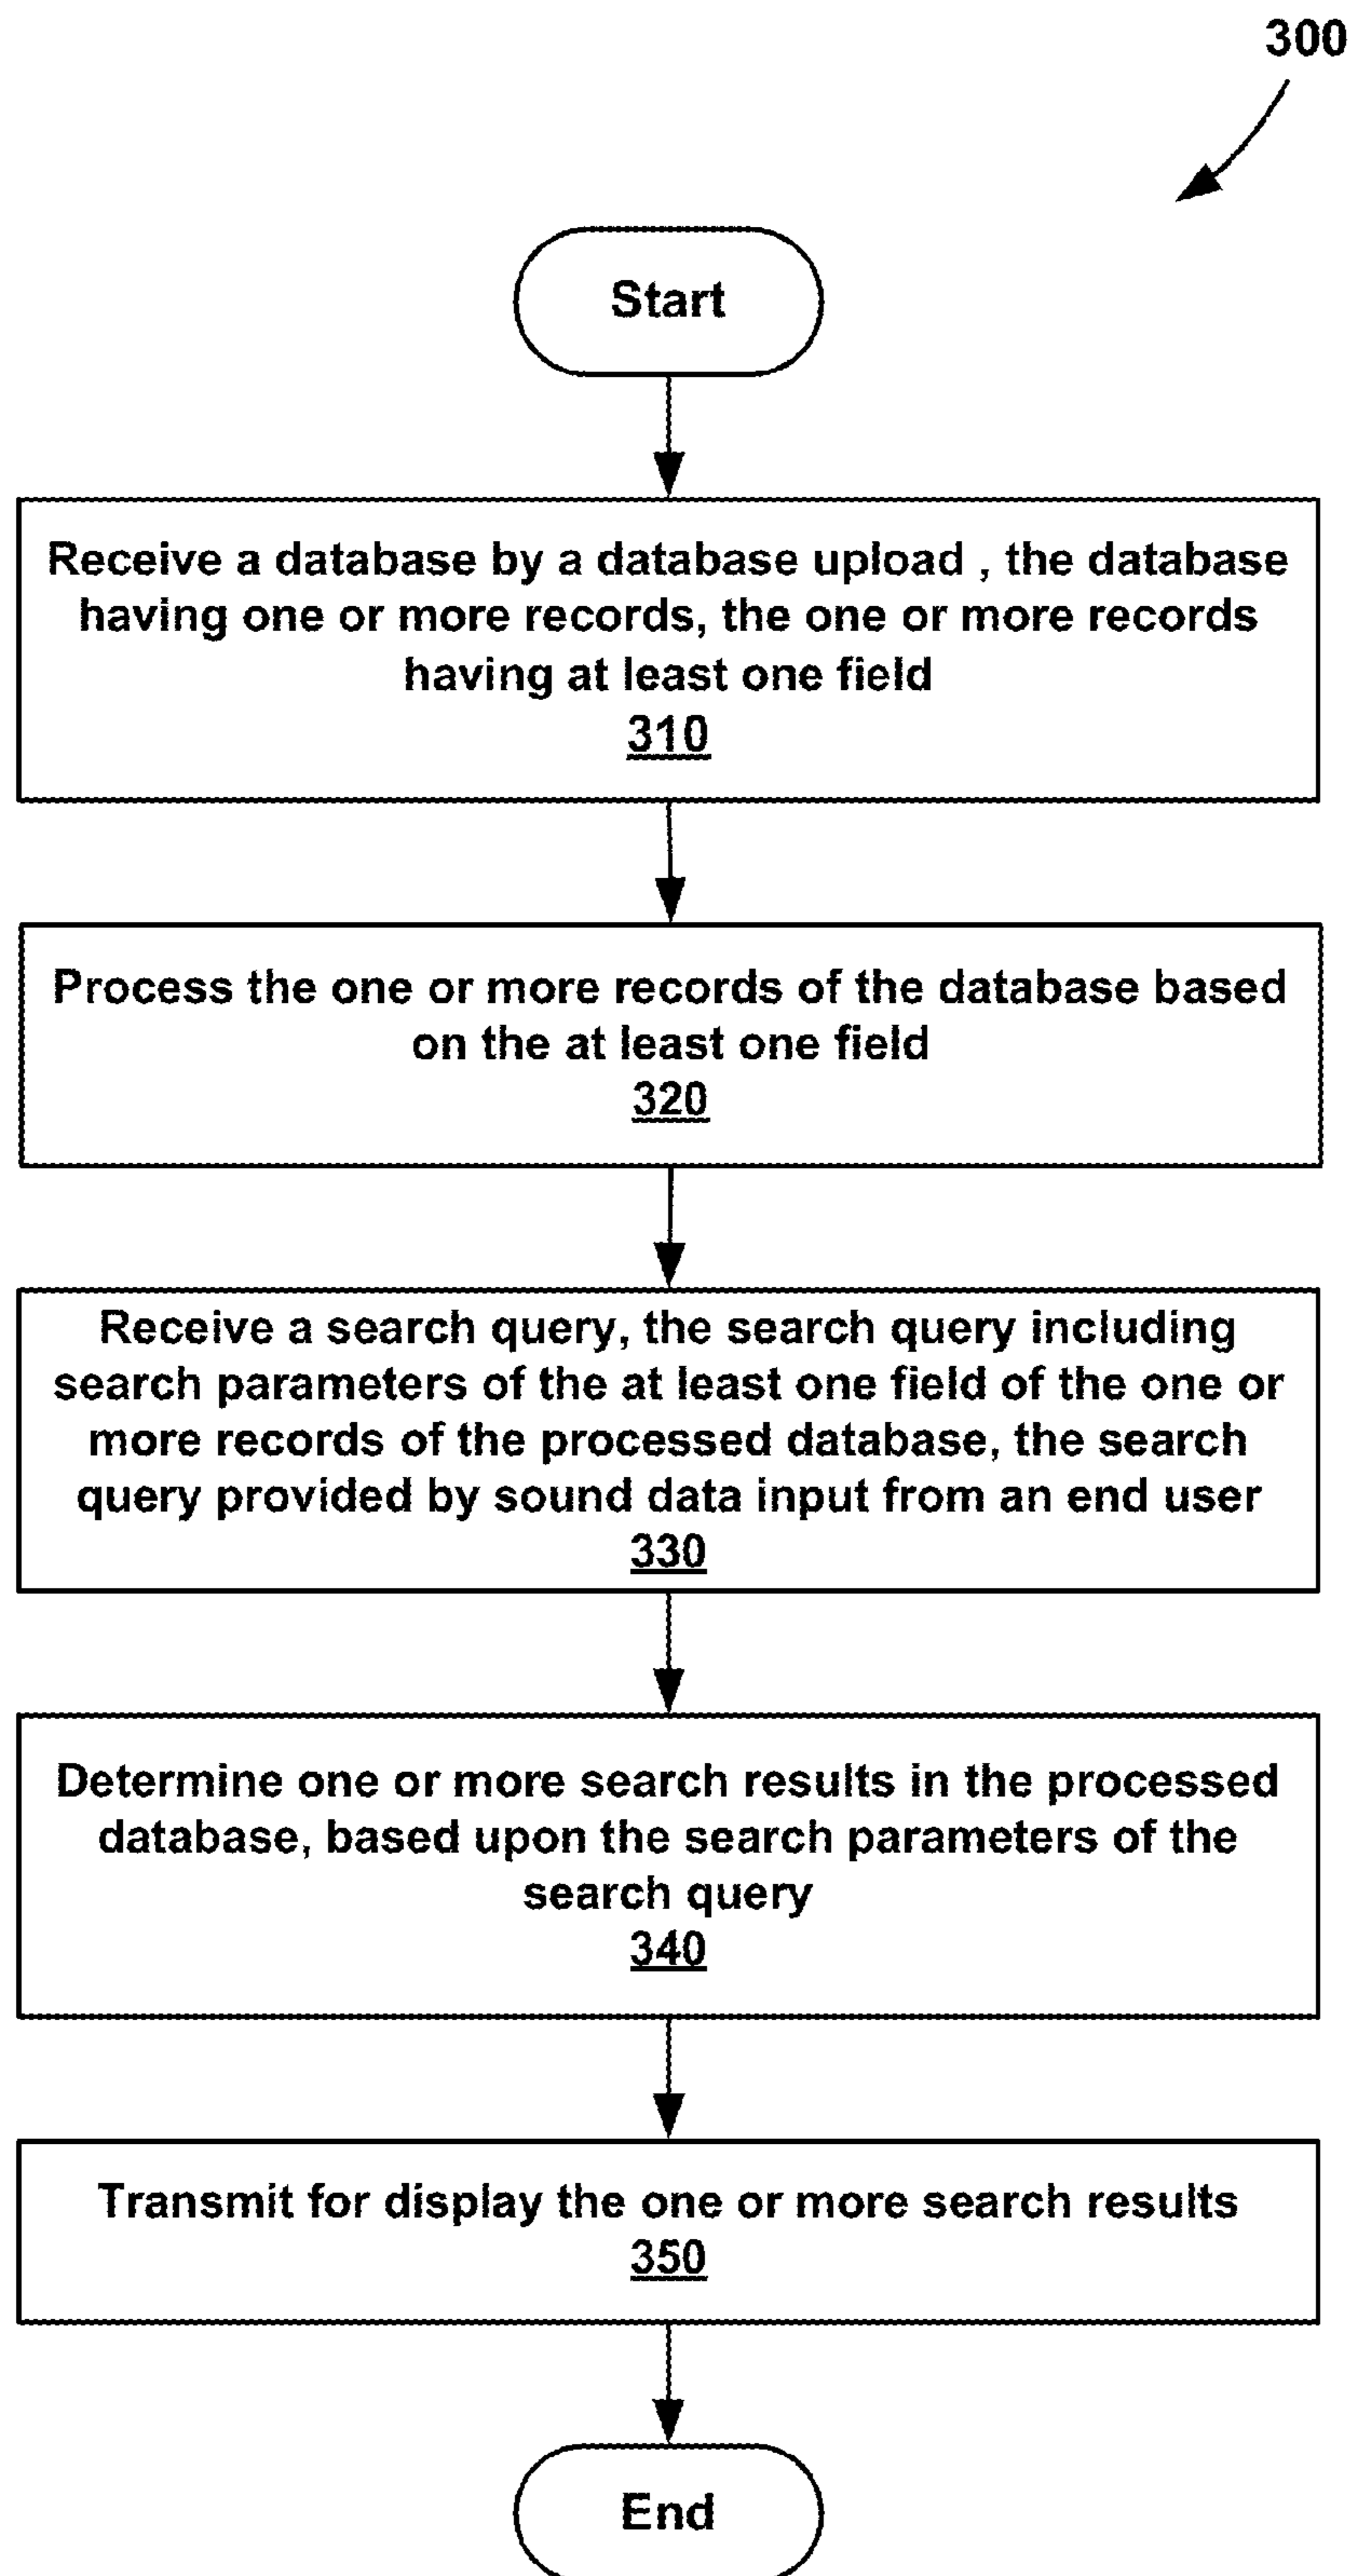 300
Start
Receive a database by a database upload , the database
having one or more records, the one or more records
having at least one field
310
Process the one or more records of the database based
on the at least one field
320
Receive a search query, the search query including
search parameters of the at least one field of the one or
more records of the processed database, the search
query provided by sound data input from an end user
330
Determine one or more search results in the processed
database, based upon the search parameters of the
search query
340
Transmit for display the one or more search results
350
End